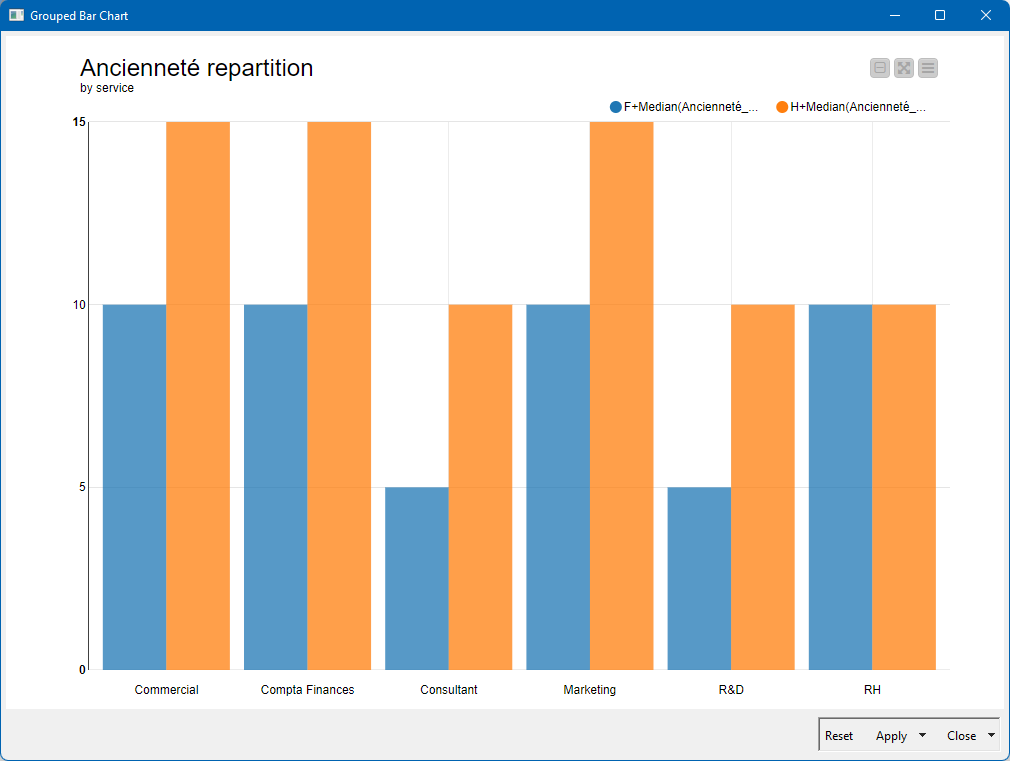 Grouped Bar Chart
Ancienneté repartition
by service
F+Median(Ancienneté_... H+Median(Ancienneté_...
15
10
5
0
Commercial Compta Finances Consultant Marketing R&D RH
Reset Apply Close